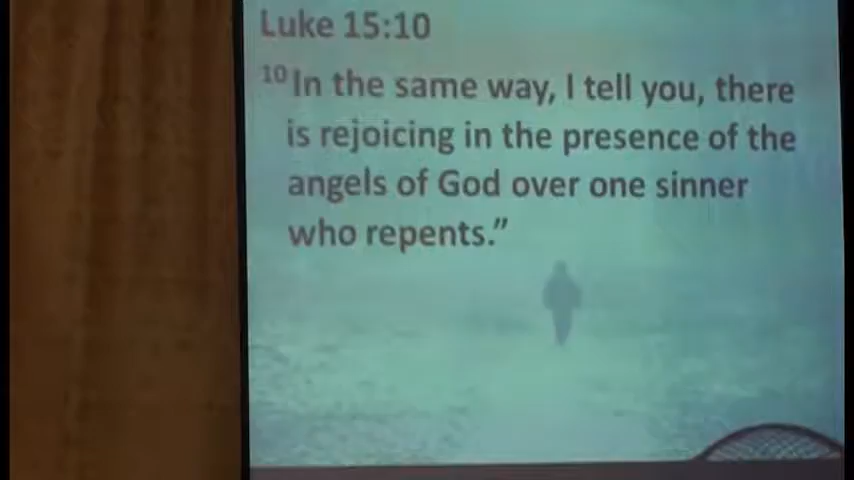 Luke 15:10
10 In the same way, I tell you, there
is rejoicing in the presence of the
angels of God over one sinner
who repents.”